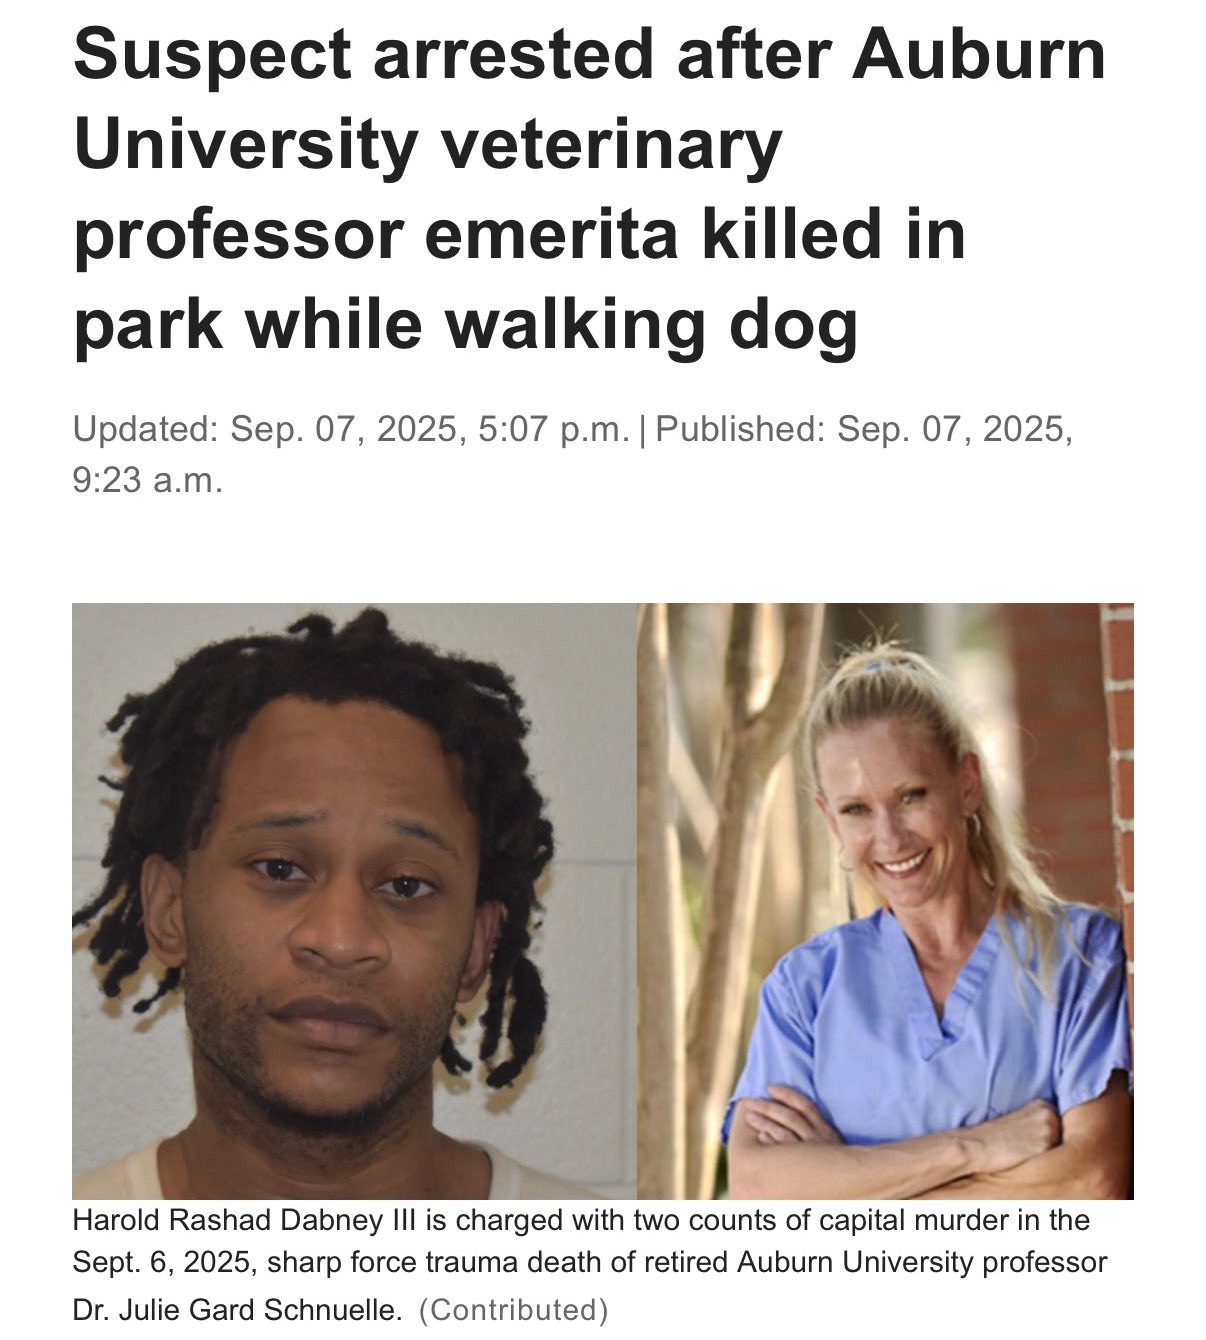 Suspect arrested after Auburn
University veterinary
professor emerita killed in
park while walking dog
Updated: Sep. 07, 2025, 5:07 p.m. | Published: Sep. 07, 2025,
9:23 a.m.
Harold Rashad Dabney III is charged with two counts of capital murder in the
Sept. 6, 2025, sharp force trauma death of retired Auburn University professor
Dr. Julie Gard Schnuelle. (Contributed)